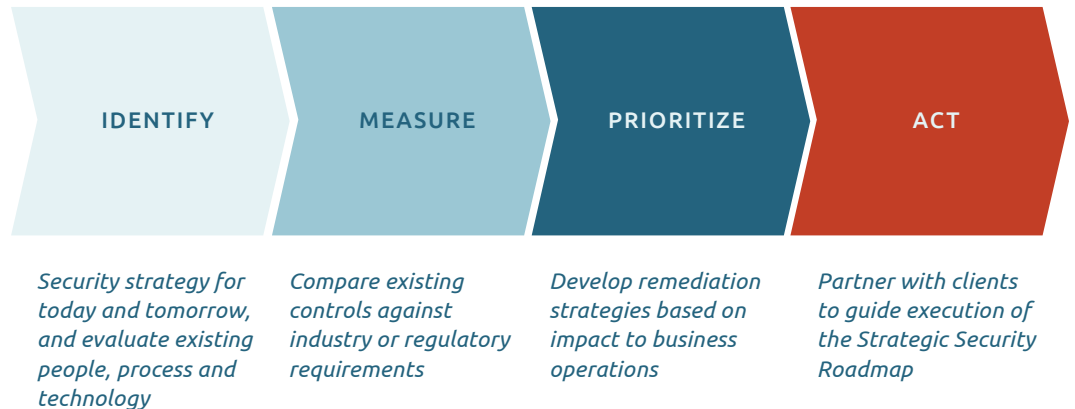 IDENTIFY
MEASURE
PRIORITIZE
ACT
Security strategy for
today and tomorrow,
and evaluate existing
people, process and
technology
Compare existing
controls against
industry or regulatory
requirements
Develop remediation
strategies based on
impact to business
operations
Partner with clients
to guide execution of
the Strategic Security
Roadmap